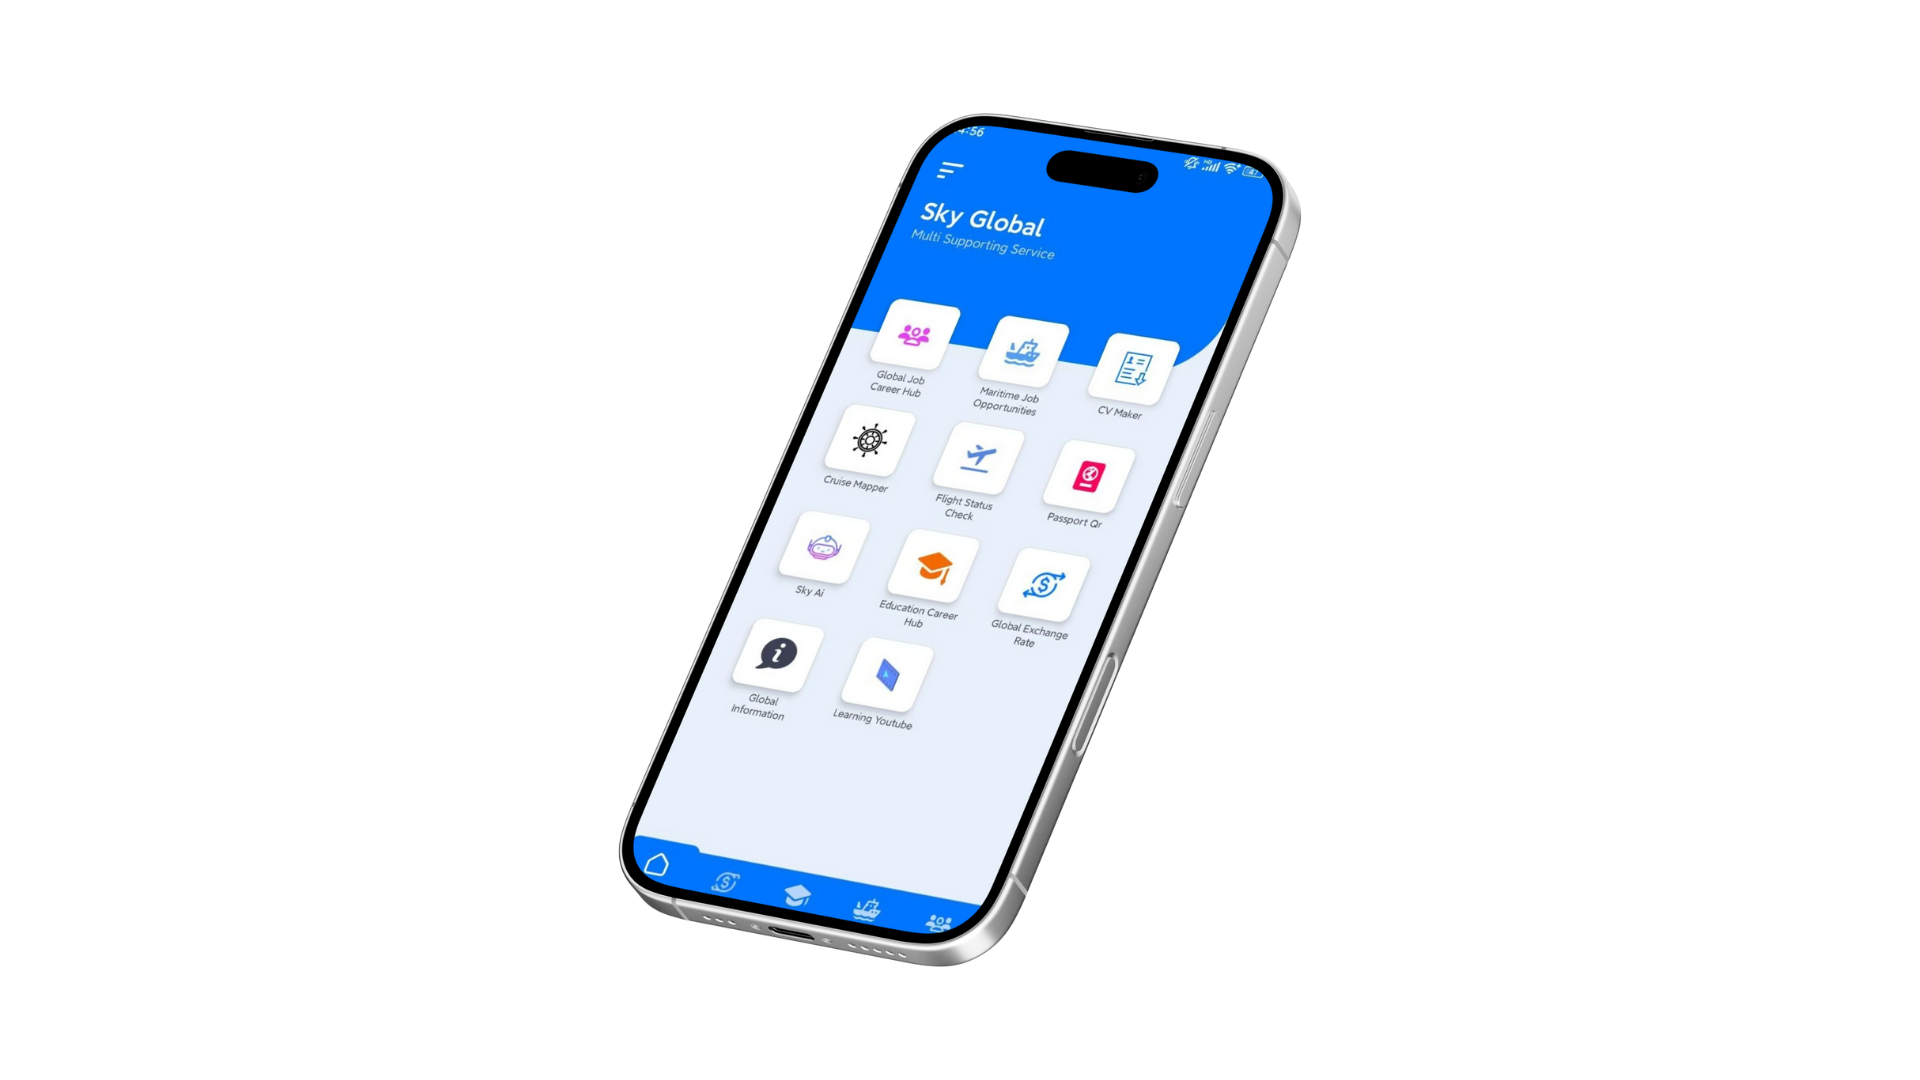 4:56
Sky Global
Multi Supporting Service
Global Job
Career Hub
Maritime Job
Opportunities
CV Maker
Cruise Mapper
Flight Status
Check
Passport Qr
Sky Ai
Education Career
Hub
Global Exchange
Rate
Global
Information
Learning Youtube